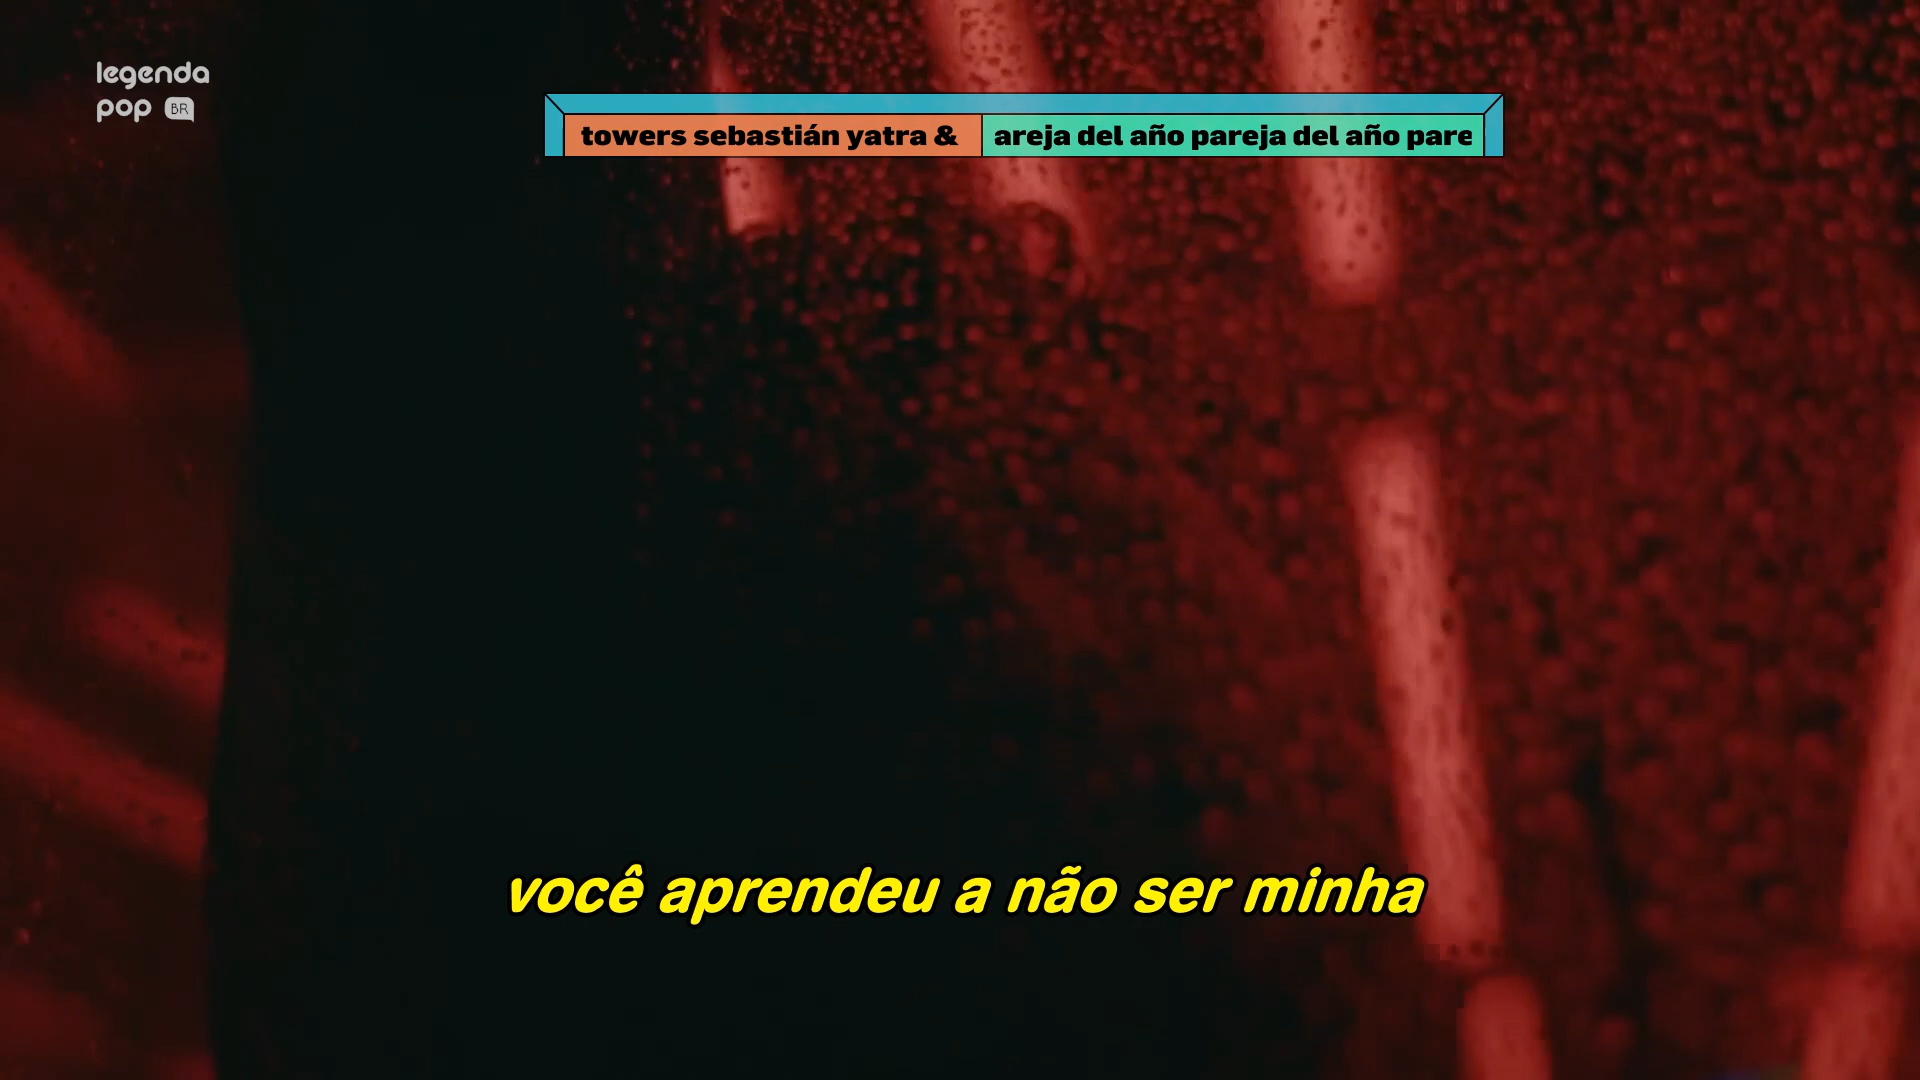 legenda
pop BR
towers sebastián yatra &
areja del año pareja del año pare
você aprendeu a não ser minha